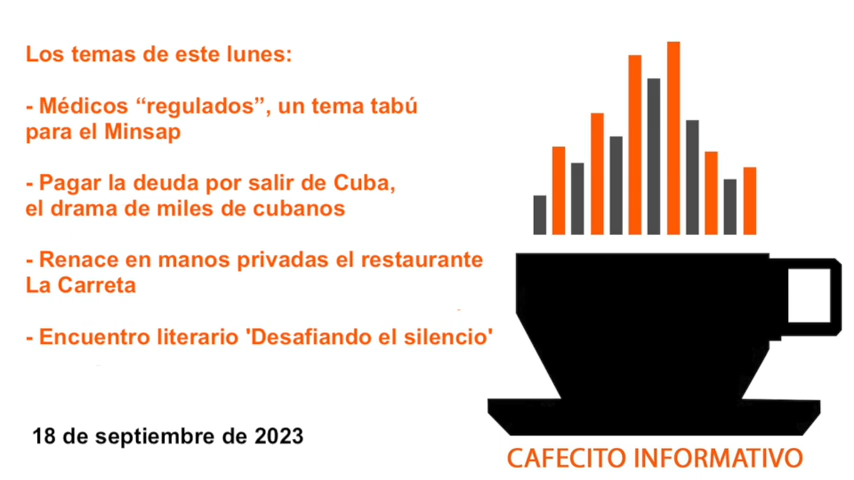 Los temas de este lunes:
- Médicos “regulados”, un tema tabú
para el Minsap
- Pagar la deuda por salir de Cuba,
el drama de miles de cubanos
- Renace en manos privadas el restaurante
La Carreta
- Encuentro literario 'Desafiando el silencio'
18 de septiembre de 2023
CAFECITO INFORMATIVO